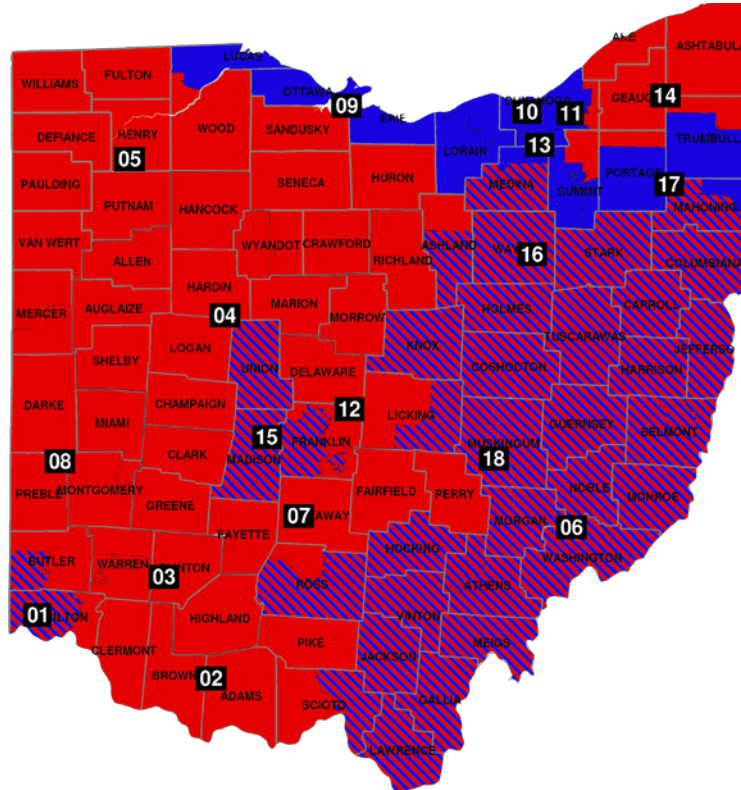 LUCAS
FULTON
WILLIAMS
OTTAWA
ASHTABULA
14
GEAUG
09
10
11
ERIE
HENRY
WOOD
SANDUSKY
DEFIANCE
05
LORAIN
13
TRUMBULL
PAULDING
SENECA
HURON
MEDINA
SUMMIT
PORTAGE
17
PUTNAM
HANCOCK
MAHONING
VAN WERT
WYANDOT
CRAWFORD
ASHLAND
WAY
16
STARK
ALLEN
RICHLAND
COLUMBIANA
HARDIN
MERCER
AUGLAIZE
MARION
MORROW
HOLMES
CARROLL
04
TUSCARAWAS
LOGAN
KNOX
JEFFERSO
SHELBY
UNION
DELAWARE
COSHOCTON
HARRISON
DARKE
CHAMPAIGN
12
LICKING
MIAMI
GUERNSEY
BELMONT
15
FRANKLIN
MUSKINGUM
CLARK
MADISON
18
08
MONTGOMERY
PREBLE
FAIRFIELD
PERRY
NOBLE
MONROE
GREENE
07
AWAY
MORGAN
06
FAYETTE
HOCKING
WASHINGTON
BUTLER
WARREN
03
INTON
ROSS
ATHENS
01
ILTON
HIGHLAND
VINTON
CLERMONT
PIKE
MEIGS
JACKSON
BROWN
02
ADAMS
SCIOTO
GALLIA
LAWRENCE